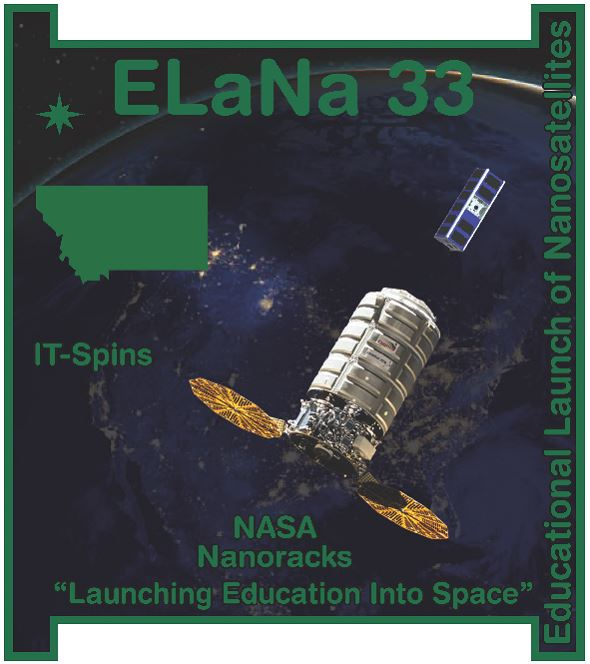 ELaNa 33
Educational Launch of Nanosatellites
IT-Spins
NASA
Nanoracks
“Launching Education Into Space”